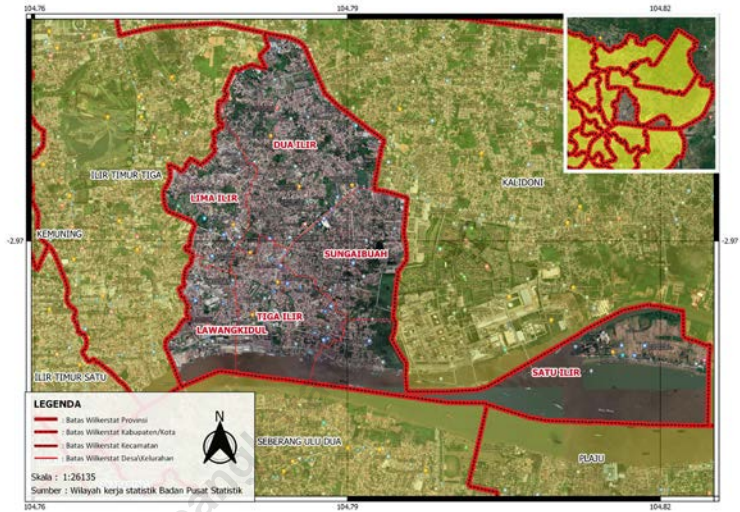 104.76
104.79
104.82
DUA ILIR
ILIR TIMUR TIGA
KALIDONI
LIMA ILIR
KEMUNING
-2.97
-2.97
SUNGAIBUAH
TIGA ILIR
LAWANGKIDUL
ILIR TIMUR SATU
SATU ILIR
SEBERANG ULU DUA
PLAJU
LEGENDA
: Batas Wilkerstat Provinsi
: Batas Wilkerstat Kabupaten/Kota
: Batas Wilkerstat Kecamatan
: Batas Wilkerstat Desa/Kelurahan
N
Skala : 1:26135
Sumber : Wilayah kerja statistik Badan Pusat Statistik
104.76
104.79
104.82